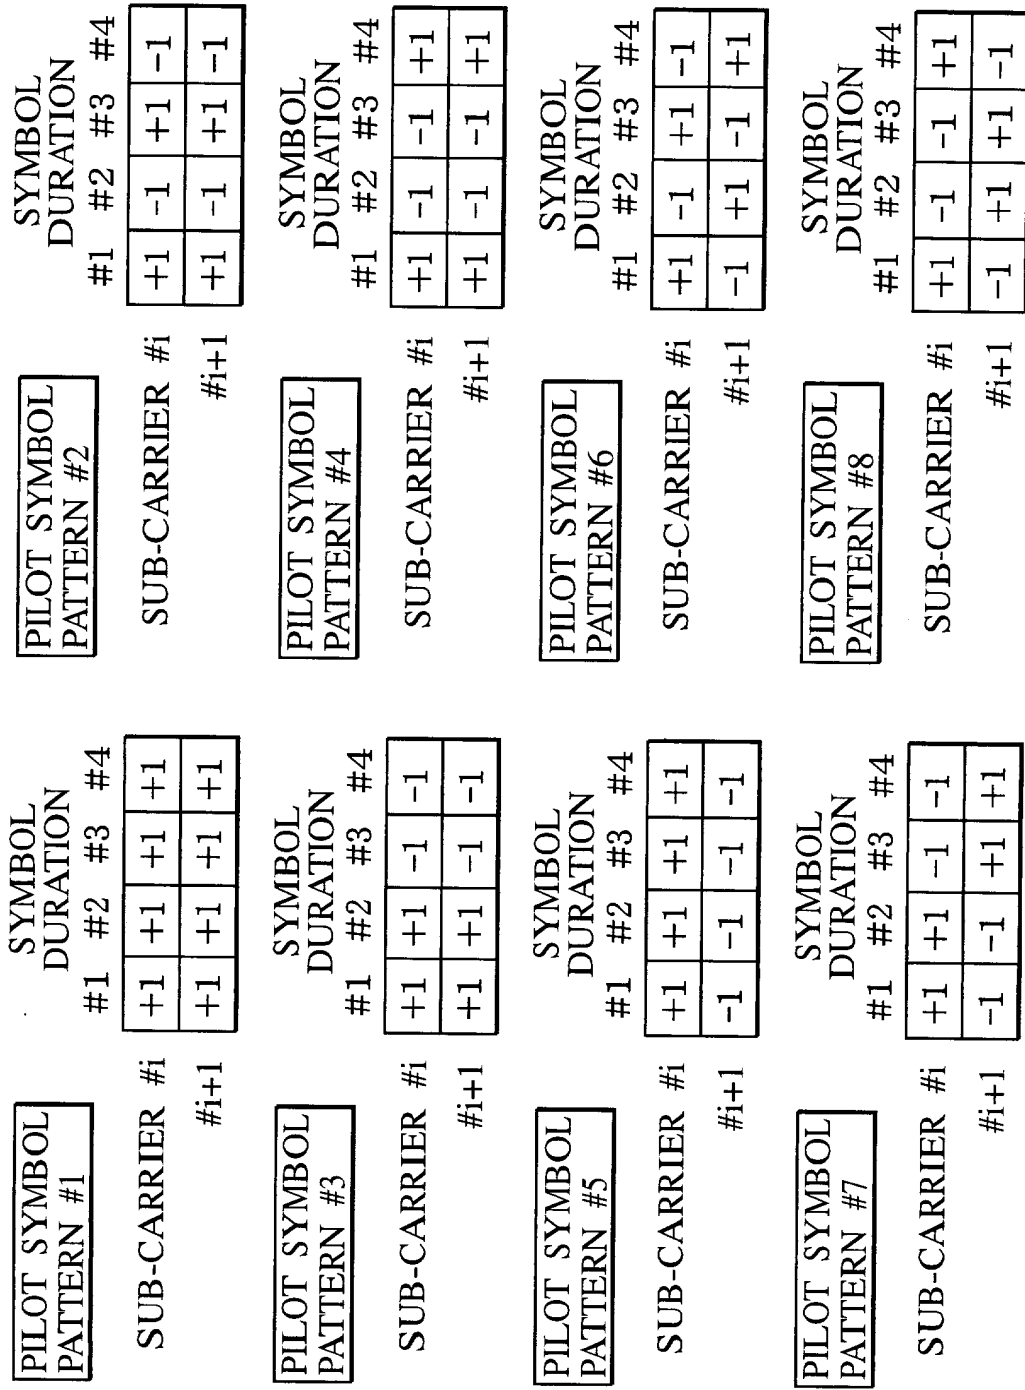 PILOT SYMBOL
PATTERN #1
SYMBOL
DURATION
#1 #2 #3 #4
SUB-CARRIER #i +1 +1 +1 +1
#i+1 +1 +1 +1 +1
PILOT SYMBOL
PATTERN #2
SYMBOL
DURATION
#1 #2 #3 #4
SUB-CARRIER #i +1 −1 +1 −1
#i+1 +1 −1 +1 −1
PILOT SYMBOL
PATTERN #3
SYMBOL
DURATION
#1 #2 #3 #4
SUB-CARRIER #i +1 +1 −1 −1
#i+1 +1 +1 −1 −1
PILOT SYMBOL
PATTERN #4
SYMBOL
DURATION
#1 #2 #3 #4
SUB-CARRIER #i +1 −1 −1 +1
#i+1 +1 −1 −1 +1
PILOT SYMBOL
PATTERN #5
SYMBOL
DURATION
#1 #2 #3 #4
SUB-CARRIER #i +1 +1 +1 +1
#i+1 −1 −1 −1 −1
PILOT SYMBOL
PATTERN #6
SYMBOL
DURATION
#1 #2 #3 #4
SUB-CARRIER #i +1 −1 +1 −1
#i+1 −1 +1 −1 +1
PILOT SYMBOL
PATTERN #7
SYMBOL
DURATION
#1 #2 #3 #4
SUB-CARRIER #i +1 +1 −1 −1
#i+1 −1 −1 +1 +1
PILOT SYMBOL
PATTERN #8
SYMBOL
DURATION
#1 #2 #3 #4
SUB-CARRIER #i +1 −1 −1 +1
#i+1 −1 +1 +1 −1